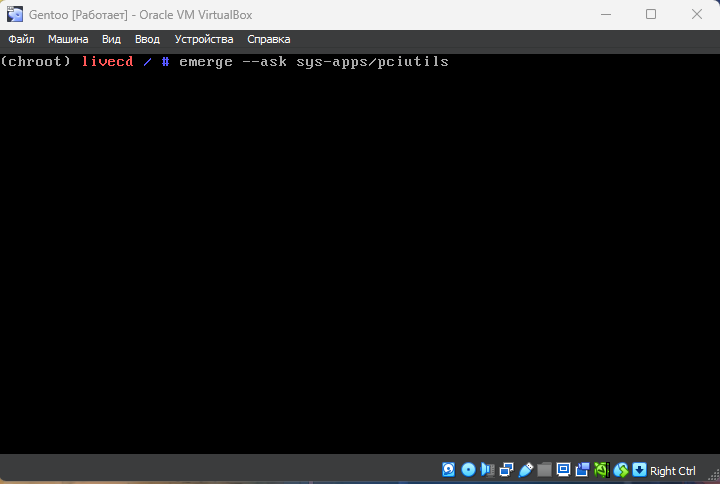 Gentoo [Работает] - Oracle VM VirtualBox
Файл Машина Вид Ввод Устройства Справка
(chroot) livecd / # emerge --ask sys-apps/pciutils
Right Ctrl